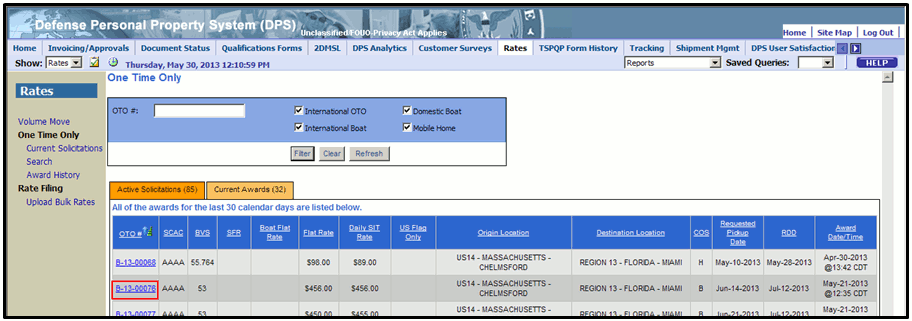 Defense Personal Property System (DPS)
Unclassified/FOUO-Privacy Act Applies
Home | Site Map | Log Out
Home Invoicing/Approvals Document Status Qualifications Forms 2DMSL DPS Analytics Customer Surveys Rates TSPQP Form History Tracking Shipment Mgmt DPS User Satisfaction
Show: Rates Thursday, May 30, 2013 12:10:59 PM Reports Saved Queries: HELP
Rates
Volume Move
One Time Only
Current Solicitations
Search
Award History
Rate Filing
Upload Bulk Rates
One Time Only
OTO #: International OTO Domestic Boat
International Boat Mobile Home
Filter Clear Refresh
Active Solicitations (85) Current Awards (32)
All of the awards for the last 30 calendar days are listed below.
OTO # SCAC BVS SFR Boat Flat Rate Flat Rate Daily SIT Rate US Flag Only Origin Location Destination Location COS Requested Pickup Date RDD Award Date/Time
B-13-00068 AAAA 55.764 $98.00 $89.00 US14 - MASSACHUSETTS - CHELMSFORD REGION 13 - FLORIDA - MIAMI H May-10-2013 May-28-2013 Apr-30-2013 @13:42 CDT
B-13-00076 AAAA 53 $456.00 $456.00 US14 - MASSACHUSETTS - CHELMSFORD REGION 13 - FLORIDA - MIAMI B Jun-14-2013 Jul-12-2013 May-21-2013 @12:35 CDT
B-13-00077 AAAA 53 $450.00 $455.00 US14 - MASSACHUSETTS - REGION 13 - FLORIDA - MIAMI B Jun-21-2013 Jul-12-2013 May-21-2013